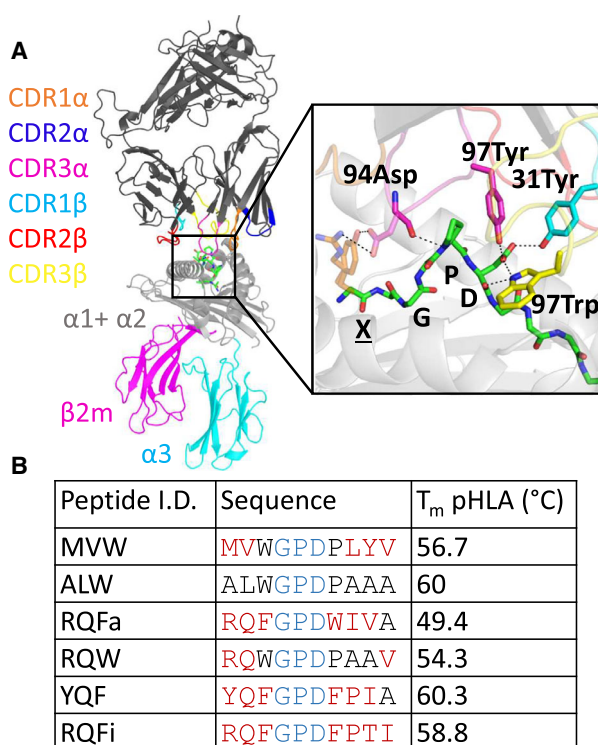 A
CDR1α
CDR2α
CDR3α
CDR1β
CDR2β
CDR3β
α1+ α2
β2m
α3
94Asp
97Tyr
31Tyr
97Trp
X
G
P
D
B
Peptide I.D. Sequence Tm pHLA (°C)
MVW MVWGPDPLYV 56.7
ALW ALWGPDPAAA 60
RQFa RQFGPDWIVA 49.4
RQW RQWGPDPAAV 54.3
YQF YQFGPDFPIA 60.3
RQFi RQFGPDFPTI 58.8